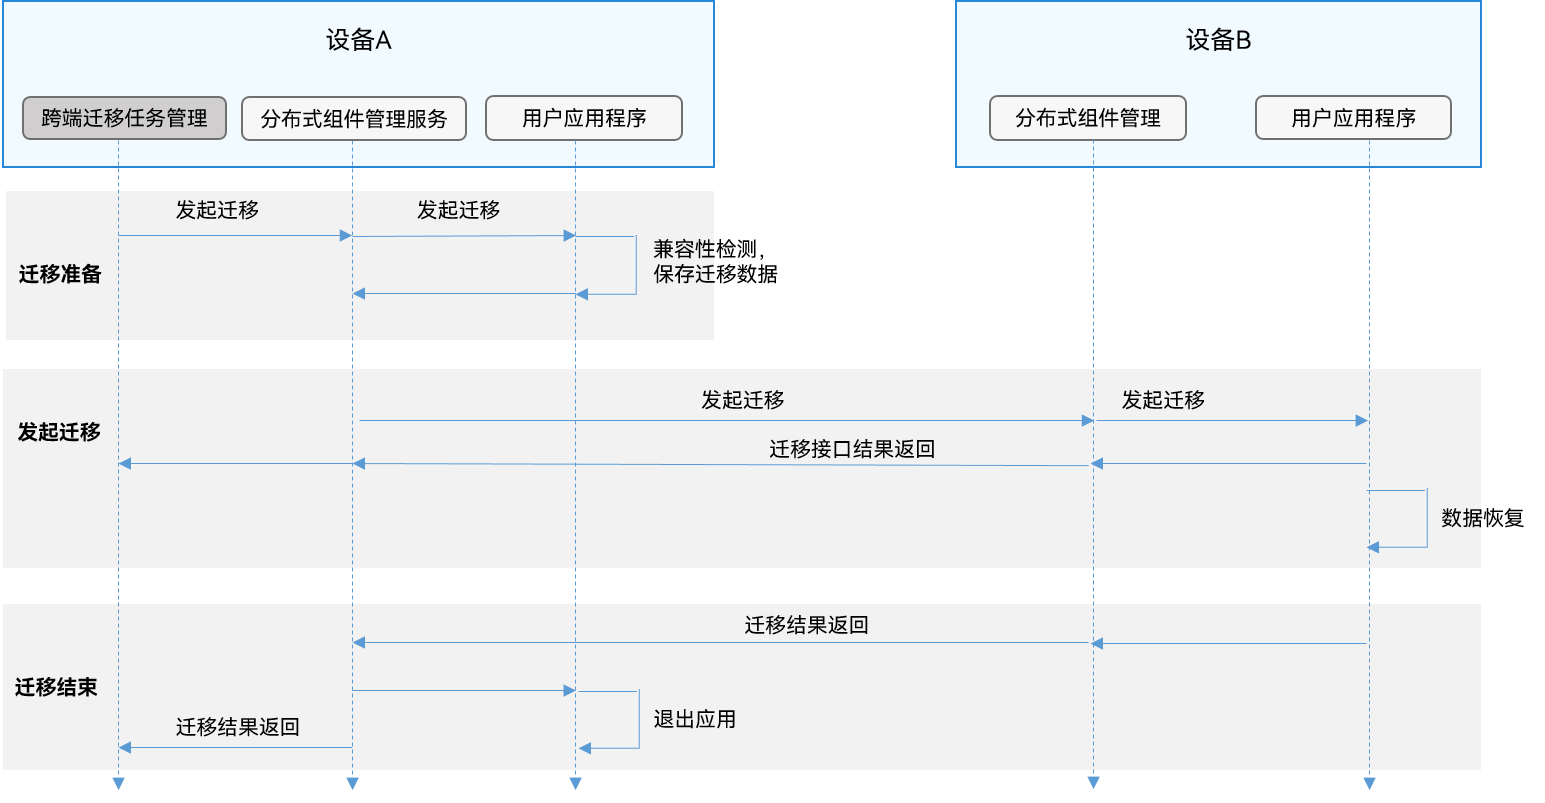 设备A
设备B
跨端迁移任务管理
分布式组件管理服务
用户应用程序
分布式组件管理
用户应用程序
发起迁移
发起迁移
兼容性检测，
保存迁移数据
迁移准备
发起迁移
发起迁移
发起迁移
迁移接口结果返回
数据恢复
迁移结果返回
迁移结束
退出应用
迁移结果返回